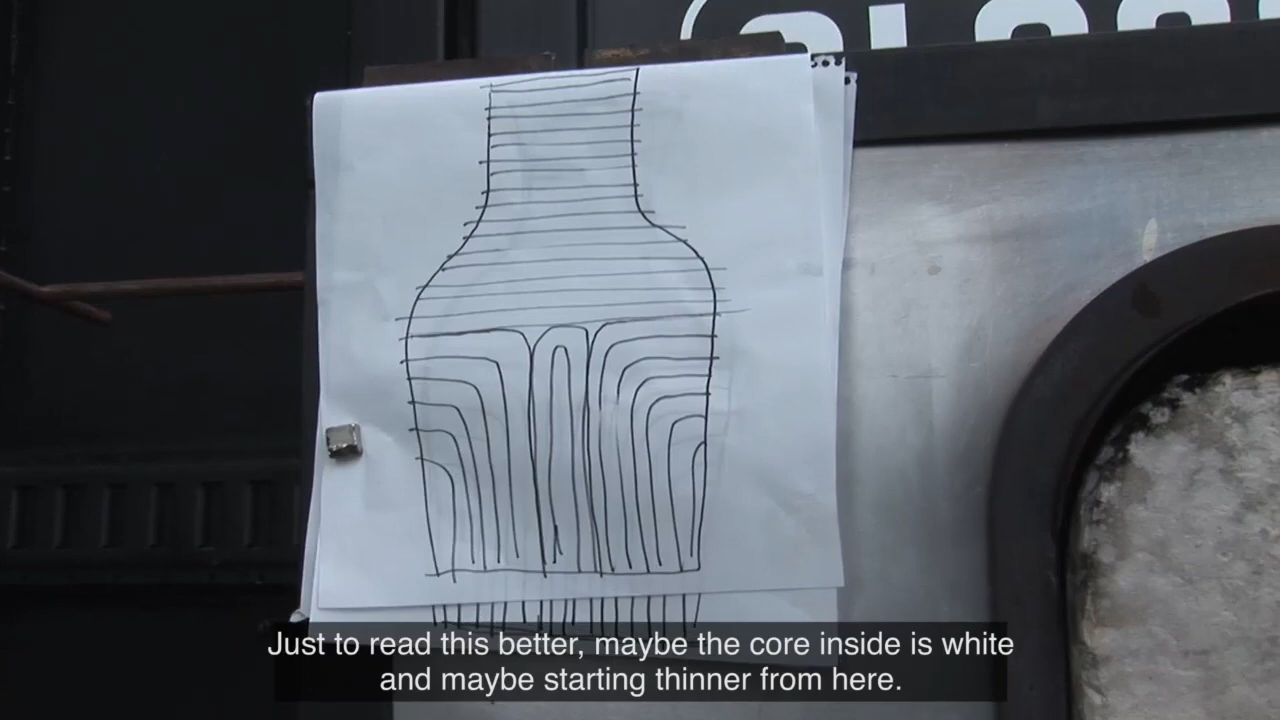 Just to read this better, maybe the core inside is white
and maybe starting thinner from here.